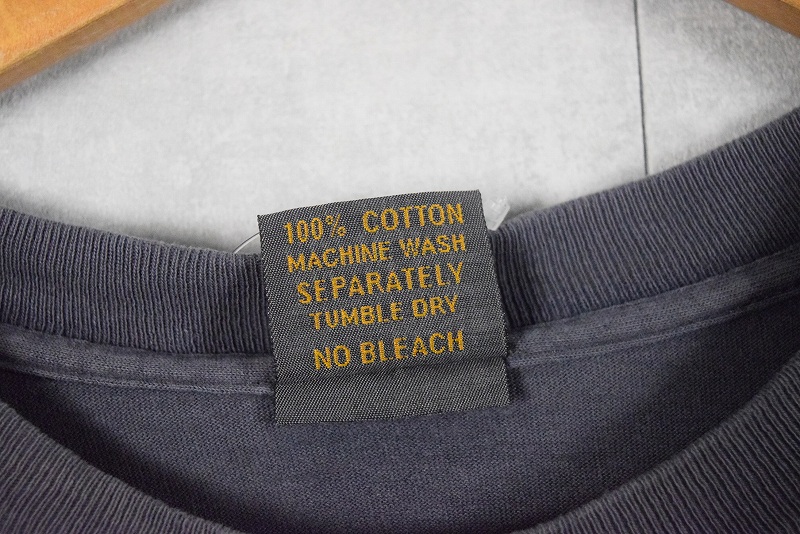 100% COTTON
MACHINE WASH
SEPARATELY
TUMBLE DRY
NO BLEACH